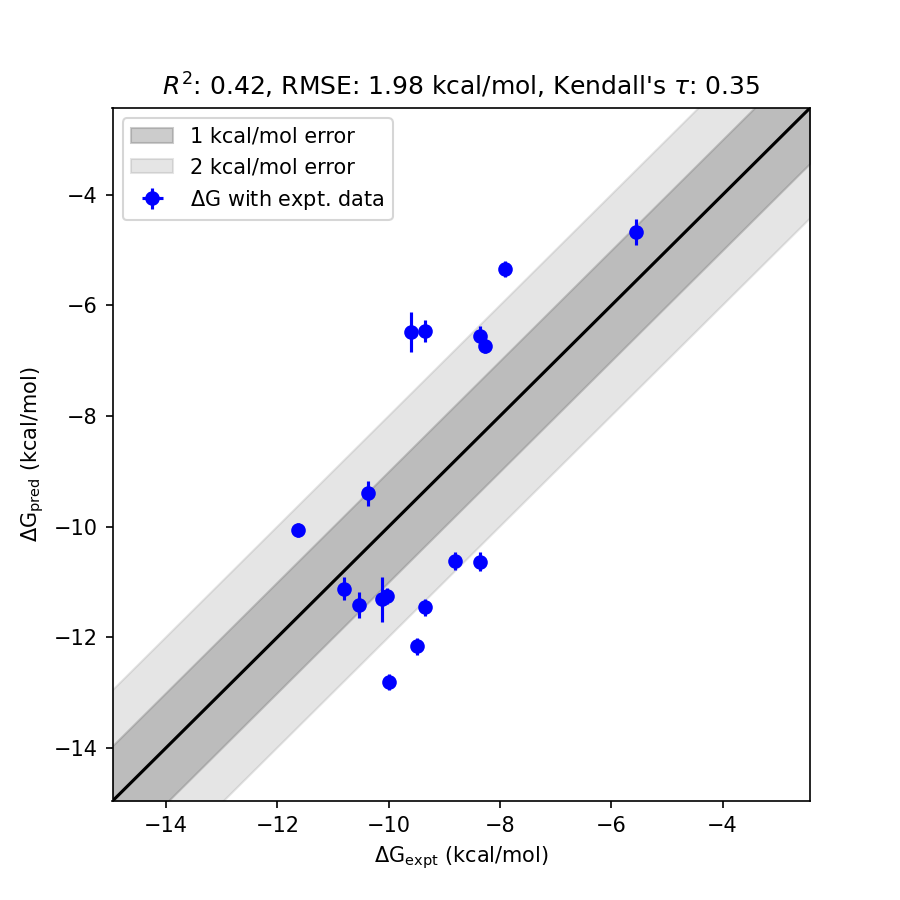 R²: 0.42, RMSE: 1.98 kcal/mol, Kendall's τ: 0.35
1 kcal/mol error
2 kcal/mol error
ΔG with expt. data
−4
−6
−8
−10
−12
−14
ΔGpred (kcal/mol)
−14 −12 −10 −8 −6 −4
ΔGexpt (kcal/mol)